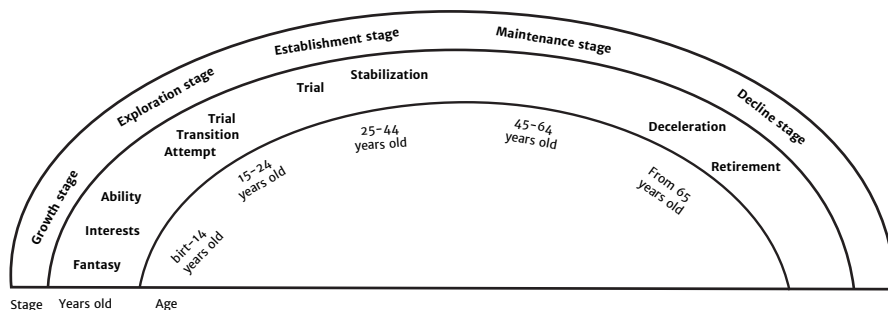 Growth stage
Exploration stage
Establishment stage
Maintenance stage
Decline stage
Fantasy
Interests
Ability
Trial
Transition
Attempt
Trial
Stabilization
Deceleration
Retirement
birt-14
years old
15-24
years old
25-44
years old
45-64
years old
From 65
years old
Stage Years old Age